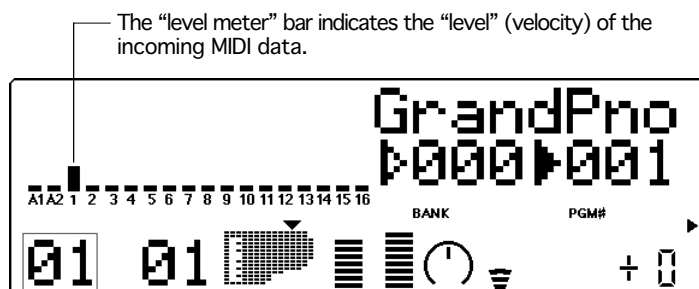 The “level meter” bar indicates the “level” (velocity) of the
incoming MIDI data.
GrandPno
000 001
A1 A2 1 2 3 4 5 6 7 8 9 10 11 12 13 14 15 16
BANK PGM#
01 01 + 0